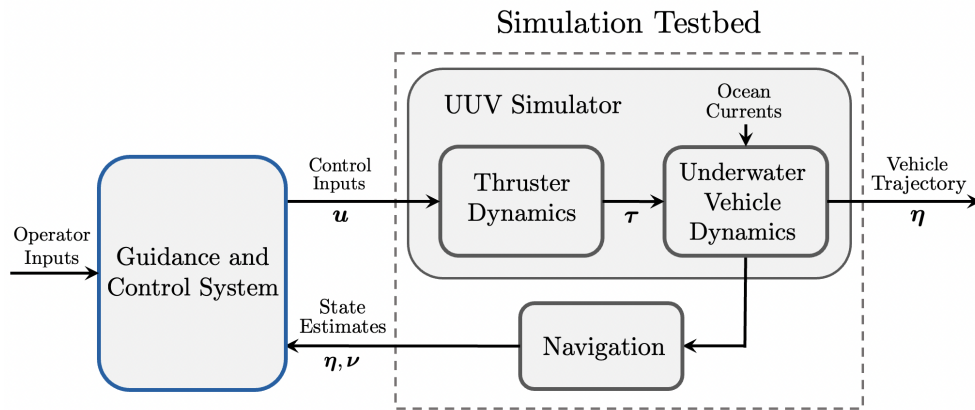 Simulation Testbed
UUV Simulator
Ocean
Currents
Control
Inputs
u
Thruster
Dynamics
τ
Underwater
Vehicle
Dynamics
Vehicle
Trajectory
η
Operator
Inputs
Guidance and
Control System
State
Estimates
η, ν
Navigation